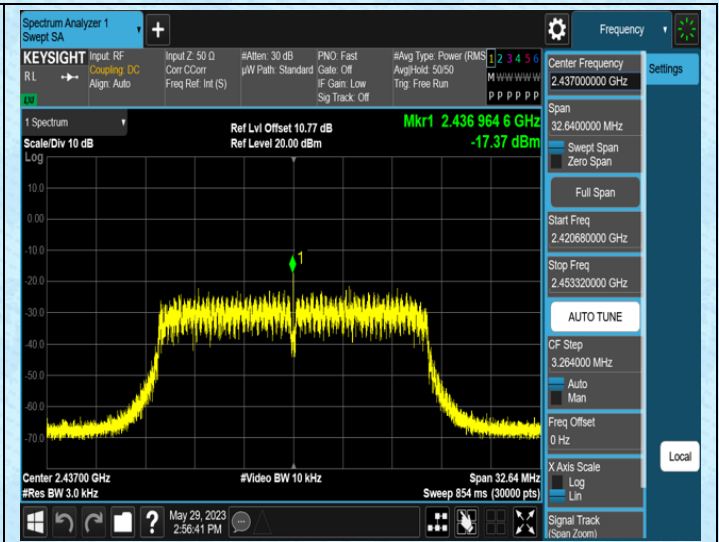 Spectrum Analyzer 1
Swept SA
+
Frequency
KEYSIGHT
RL
LXI
Input: RF
Coupling: DC
Align: Auto
Input Z: 50 Ω
Corr CCorr
Freq Ref: Int (S)
#Atten: 30 dB
µW Path: Standard
PNO: Fast
Gate: Off
IF Gain: Low
Sig Track: Off
#Avg Type: Power (RMS
Avg|Hold: 50/50
Trig: Free Run
1 2 3 4 5 6
M W W W W W
P P P P P P
1 Spectrum
Scale/Div 10 dB
Log
Ref Lvl Offset 10.77 dB
Ref Level 20.00 dBm
Mkr1 2.436 964 6 GHz
-17.37 dBm
10.0
0.00
-10.0
-20.0
-30.0
-40.0
-50.0
-60.0
-70.0
1
Center 2.43700 GHz
#Res BW 3.0 kHz
#Video BW 10 kHz
Span 32.64 MHz
Sweep 854 ms (30000 pts)
?
May 29, 2023
2:56:41 PM
Center Frequency
2.437000000 GHz
Settings
Span
32.6400000 MHz
Swept Span
Zero Span
Full Span
Start Freq
2.420680000 GHz
Stop Freq
2.453320000 GHz
AUTO TUNE
CF Step
3.264000 MHz
Auto
Man
Freq Offset
0 Hz
X Axis Scale
Log
Lin
Local
Signal Track
(Span Zoom)